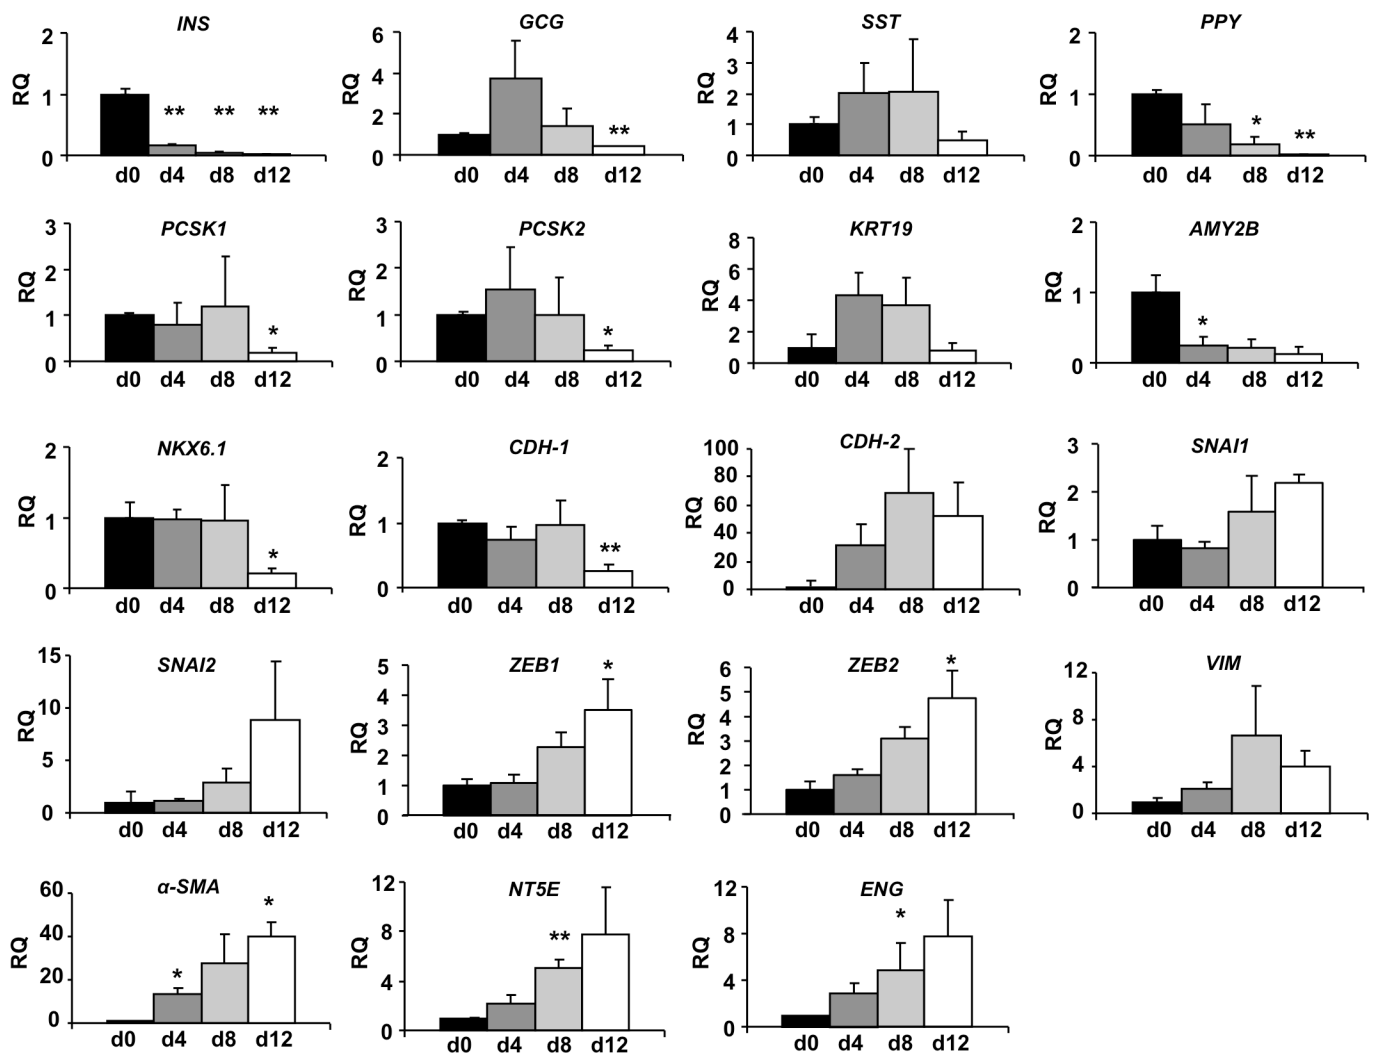 INS
2
1
0
RQ
** ** **
d0 d4 d8 d12
GCG
6
4
2
0
RQ
**
d0 d4 d8 d12
SST
4
3
2
1
0
RQ
d0 d4 d8 d12
PPY
2
1
0
RQ
* **
d0 d4 d8 d12
PCSK1
3
2
1
0
RQ
*
d0 d4 d8 d12
PCSK2
3
2
1
0
RQ
*
d0 d4 d8 d12
KRT19
8
6
4
2
0
RQ
d0 d4 d8 d12
AMY2B
2
1
0
RQ
*
d0 d4 d8 d12
NKX6.1
2
1
0
RQ
*
d0 d4 d8 d12
CDH-1
2
1
0
RQ
**
d0 d4 d8 d12
CDH-2
100
80
60
40
20
0
RQ
d0 d4 d8 d12
SNAI1
3
2
1
0
RQ
d0 d4 d8 d12
SNAI2
15
10
5
0
RQ
d0 d4 d8 d12
ZEB1
5
4
3
2
1
0
RQ
*
d0 d4 d8 d12
ZEB2
6
5
4
3
2
1
0
RQ
*
d0 d4 d8 d12
VIM
12
8
4
0
RQ
d0 d4 d8 d12
α-SMA
60
40
20
0
RQ
* *
d0 d4 d8 d12
NT5E
12
8
4
0
RQ
**
d0 d4 d8 d12
ENG
12
8
4
0
RQ
*
d0 d4 d8 d12